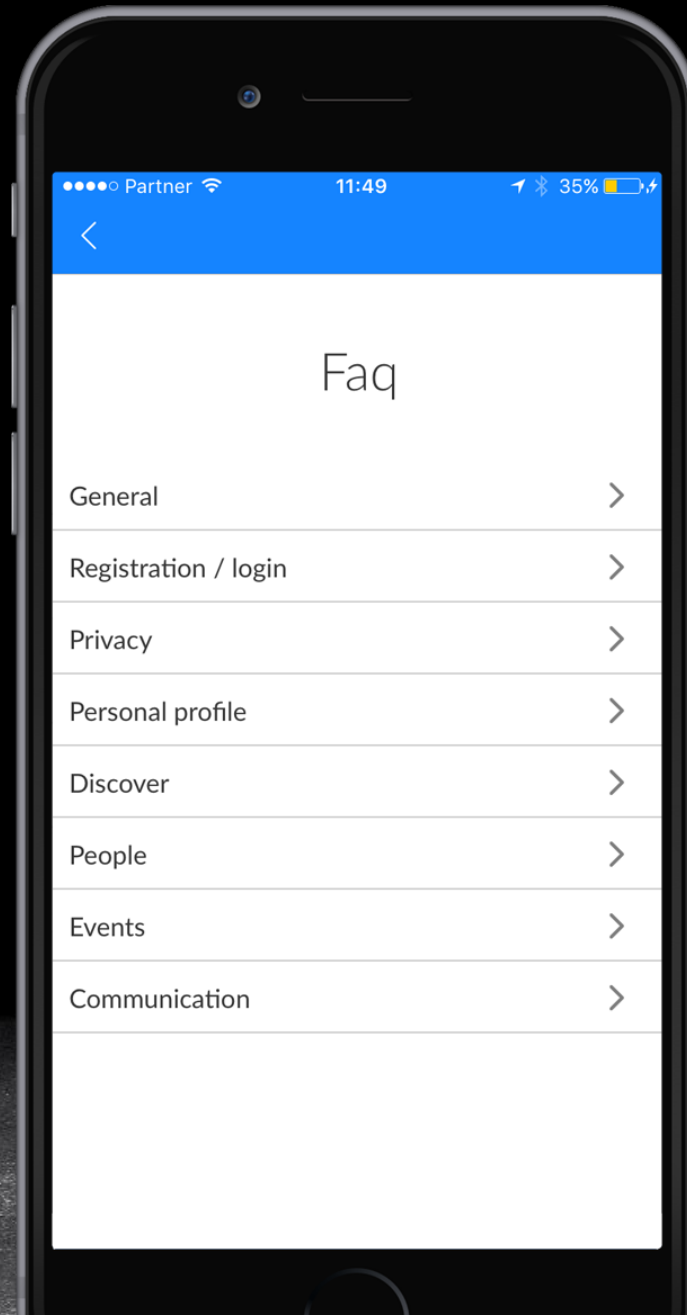 Partner 11:49 35%
Faq
General
Registration / login
Privacy
Personal profile
Discover
People
Events
Communication